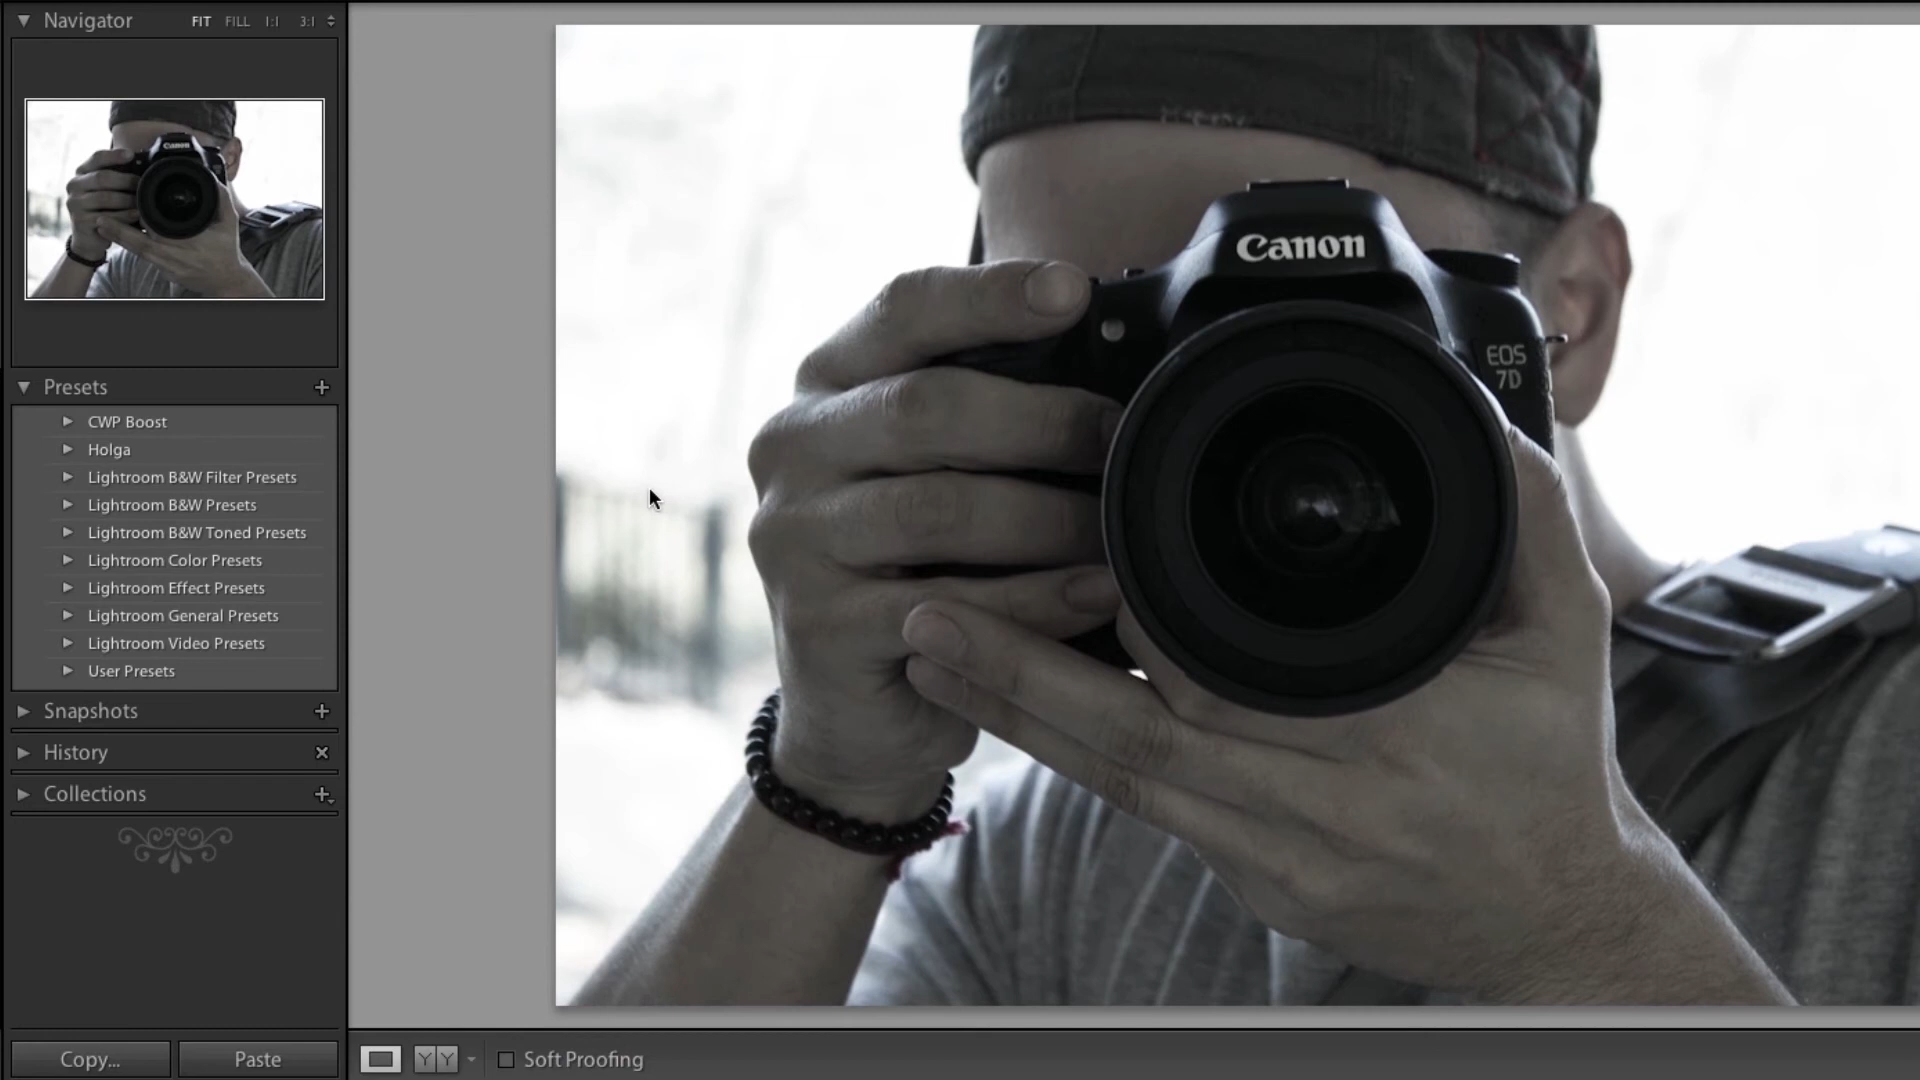 Navigator FIT FILL 1:1 3:1
Canon
Presets +
CWP Boost
Holga
Lightroom B&W Filter Presets
Lightroom B&W Presets
Lightroom B&W Toned Presets
Lightroom Color Presets
Lightroom Effect Presets
Lightroom General Presets
Lightroom Video Presets
User Presets
Snapshots +
History ×
Collections +
Canon
EOS
7D
Copy... Paste
Y Y Soft Proofing